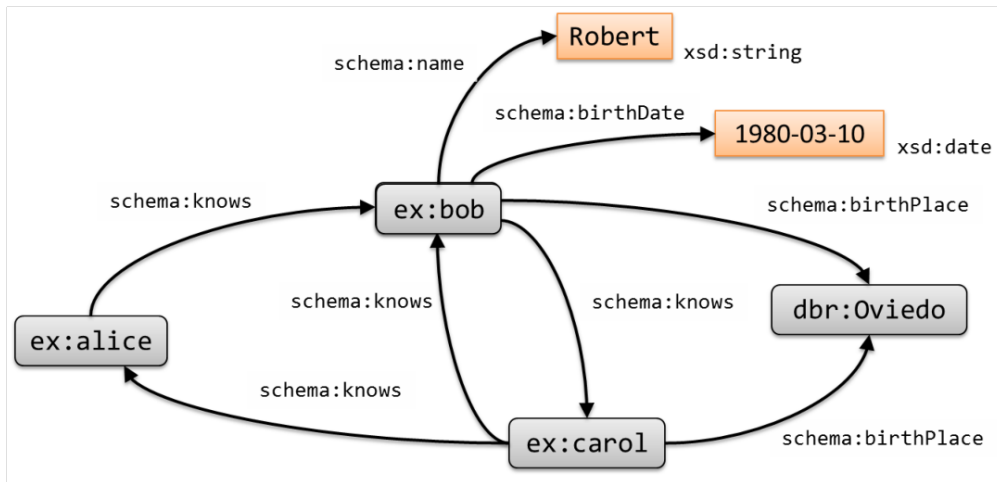 Robert
xsd:string
schema:name
schema:birthDate
1980-03-10
xsd:date
schema:knows
ex:bob
schema:birthPlace
schema:knows
schema:knows
dbr:Oviedo
ex:alice
schema:knows
ex:carol
schema:birthPlace